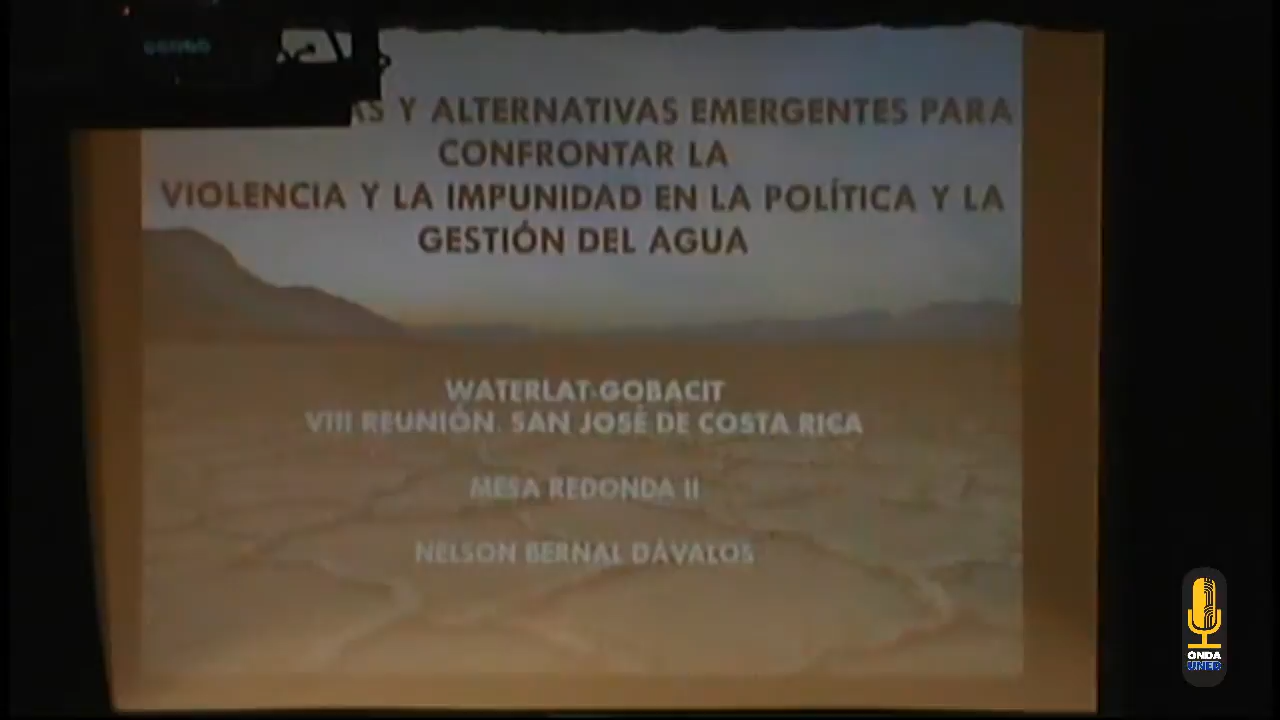 Y ALTERNATIVAS EMERGENTES PARA
CONFRONTAR LA
VIOLENCIA Y LA IMPUNIDAD EN LA POLÍTICA Y LA
GESTIÓN DEL AGUA
WATERLAT-GOBACIT
VIII REUNIÓN. SAN JOSÉ DE COSTA RICA
MESA REDONDA II
NELSON BERNAL DÁVALOS
ONDA
UNED